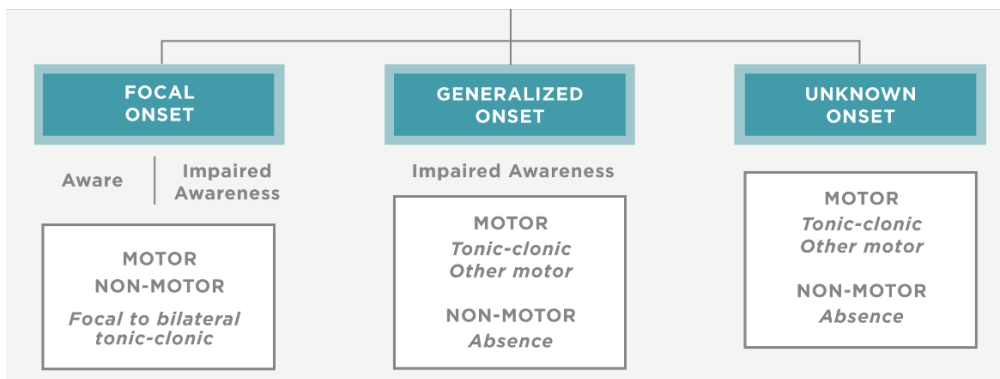 FOCAL
ONSET
Aware
Impaired
Awareness
MOTOR
NON-MOTOR
Focal to bilateral
tonic-clonic
GENERALIZED
ONSET
Impaired Awareness
MOTOR
Tonic-clonic
Other motor
NON-MOTOR
Absence
UNKNOWN
ONSET
MOTOR
Tonic-clonic
Other motor
NON-MOTOR
Absence